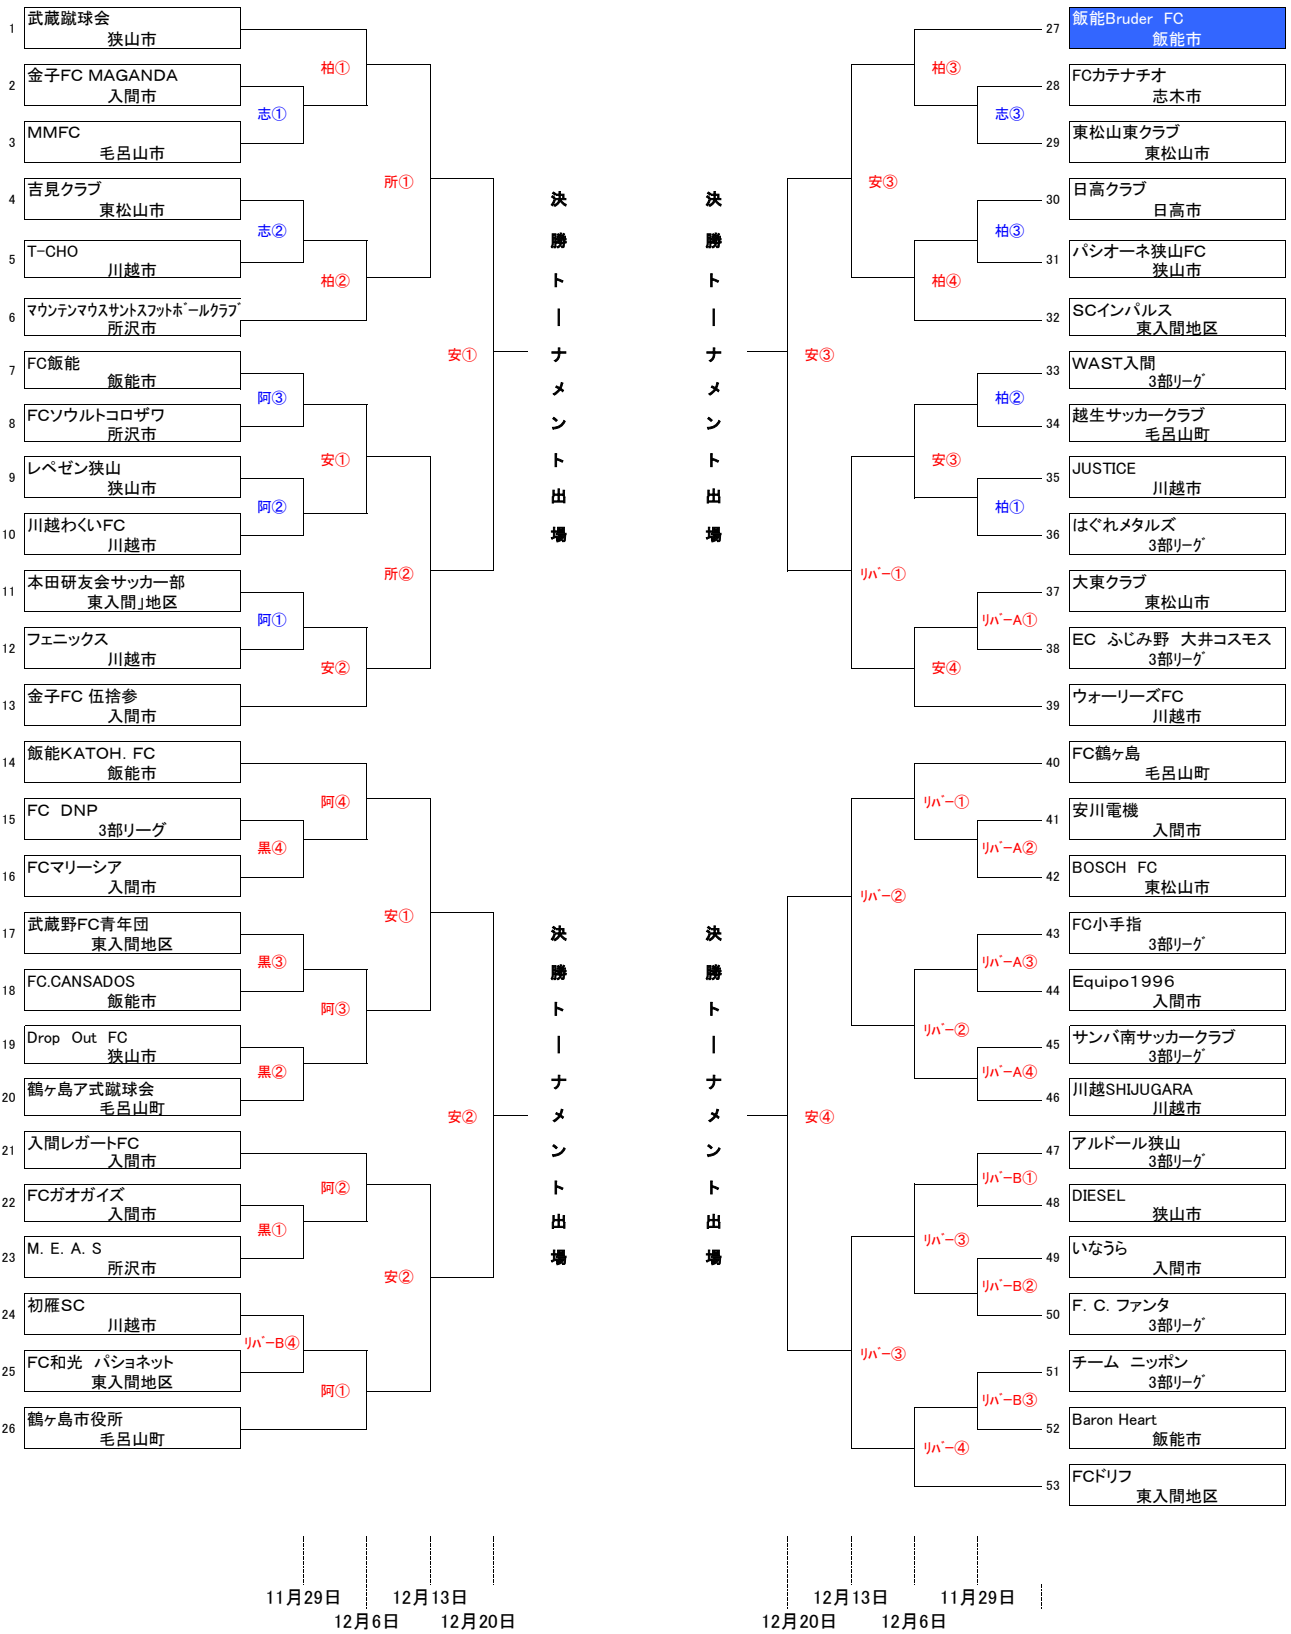 1
武蔵蹴球会
狭山市
2
金子FC MAGANDA
入間市
3
MMFC
毛呂山市
4
吉見クラブ
東松山市
5
T-CHO
川越市
6
マウンテンマウスサントスフットボールクラブ
所沢市
7
FC飯能
飯能市
8
FCソウルトコロザワ
所沢市
9
レペゼン狭山
狭山市
10
川越わくいFC
川越市
11
本田研友会サッカー部
東入間」地区
12
フェニックス
川越市
13
金子FC 伍捨参
入間市
14
飯能KATOH. FC
飯能市
15
FC DNP
3部リーグ
16
FCマリーシア
入間市
17
武蔵野FC青年団
東入間地区
18
FC.CANSADOS
飯能市
19
Drop Out FC
狭山市
20
鶴ヶ島ア式蹴球会
毛呂山町
21
入間レガートFC
入間市
22
FCガオガイズ
入間市
23
M. E. A. S
所沢市
24
初雁SC
川越市
25
FC和光 パショネット
東入間地区
26
鶴ヶ島市役所
毛呂山町
志①
志②
阿③
阿②
阿①
黒④
黒③
黒②
黒①
リバーB④
柏①
柏②
安①
安②
阿④
阿③
阿②
阿①
所①
所②
安①
安②
安①
安②
決勝トーナメント出場
決勝トーナメント出場
決勝トーナメント出場
決勝トーナメント出場
安③
安④
安③
リバー①
リバー②
リバー③
柏③
柏④
安③
安④
リバー①
リバー②
リバー③
リバー④
志③
柏③
柏②
柏①
リバーA①
リバーA②
リバーA③
リバーA④
リバーB①
リバーB②
リバーB③
27
飯能Bruder FC
飯能市
28
FCカテナチオ
志木市
29
東松山東クラブ
東松山市
30
日高クラブ
日高市
31
パシオーネ狭山FC
狭山市
32
SCインパルス
東入間地区
33
WAST入間
3部リーグ
34
越生サッカークラブ
毛呂山町
35
JUSTICE
川越市
36
はぐれメタルズ
3部リーグ
37
大東クラブ
東松山市
38
EC ふじみ野 大井コスモス
3部リーグ
39
ウォーリーズFC
川越市
40
FC鶴ヶ島
毛呂山町
41
安川電機
入間市
42
BOSCH FC
東松山市
43
FC小手指
3部リーグ
44
Equipo1996
入間市
45
サンバ南サッカークラブ
3部リーグ
46
川越SHIJUGARA
川越市
47
アルドール狭山
3部リーグ
48
DIESEL
狭山市
49
いなうら
入間市
50
F. C. ファンタ
3部リーグ
51
チーム ニッポン
3部リーグ
52
Baron Heart
飯能市
53
FCドリフ
東入間地区
11月29日 12月13日
12月6日 12月20日
12月13日 11月29日
12月20日 12月6日